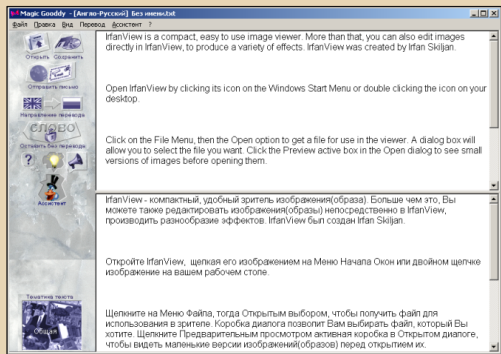 Magic Gooddy - [Англо-Русский] Без имени.txt
Файл Правка Вид Перевод Ассистент ?
Открыть Сохранить
Отправить письмо
Направление перевода
СЛОВО
Оставить без перевода
?
Ассистент
Тематика текста
Общая
IrfanView is a compact, easy to use image viewer. More than that, you can also edit images
directly in IrfanView, to produce a variety of effects. IrfanView was created by Irfan Skiljan.
Open IrfanView by clicking its icon on the Windows Start Menu or double clicking the icon on your
desktop.
Click on the File Menu, then the Open option to get a file for use in the viewer. A dialog box will
allow you to select the file you want. Click the Preview active box in the Open dialog to see small
versions of images before opening them.
IrfanView - компактный, удобный зритель изображения(образа). Больше чем это, Вы
можете также редактировать изображения(образы) непосредственно в IrfanView,
производить разнообразие эффектов. IrfanView был создан Irfan Skiljan.
Откройте IrfanView, щелкая его изображением на Меню Начала Окон или двойном щелчке
изображение на вашем рабочем столе.
Щелкните на Меню Файла, тогда Открытым выбором, чтобы получить файл для
использования в зрителе. Коробка диалога позволит Вам выбирать файл, который Вы
хотите. Щелкните Предварительным просмотром активная коробка в Открытом диалоге,
чтобы видеть маленькие версии изображений(образов) перед открытием их.